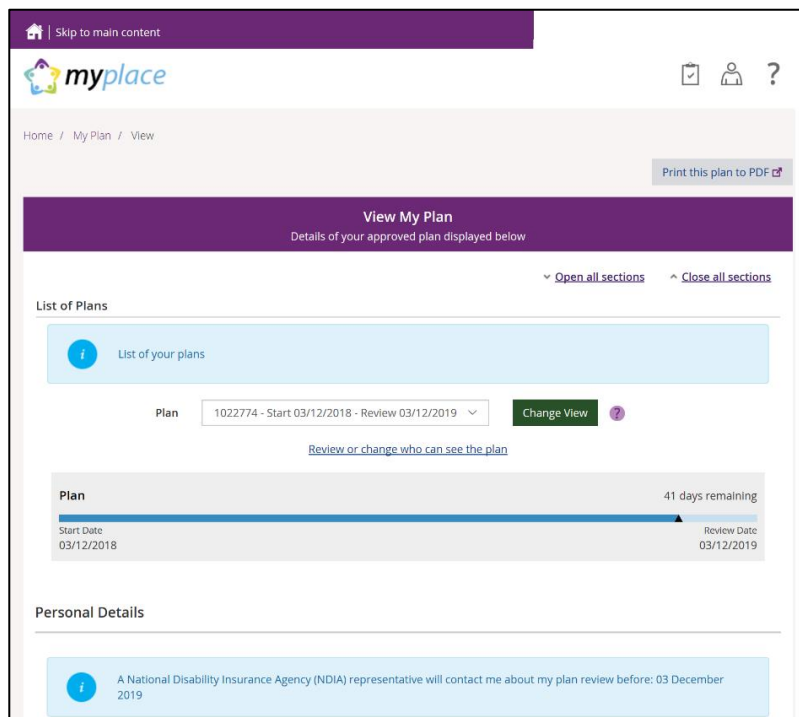 Skip to main content
myplace
?
Home / My Plan / View
Print this plan to PDF
View My Plan
Details of your approved plan displayed below
Open all sections Close all sections
List of Plans
i List of your plans
Plan 1022774 - Start 03/12/2018 - Review 03/12/2019 Change View ?
Review or change who can see the plan
Plan 41 days remaining
Start Date Review Date
03/12/2018 03/12/2019
Personal Details
i A National Disability Insurance Agency (NDIA) representative will contact me about my plan review before: 03 December
2019